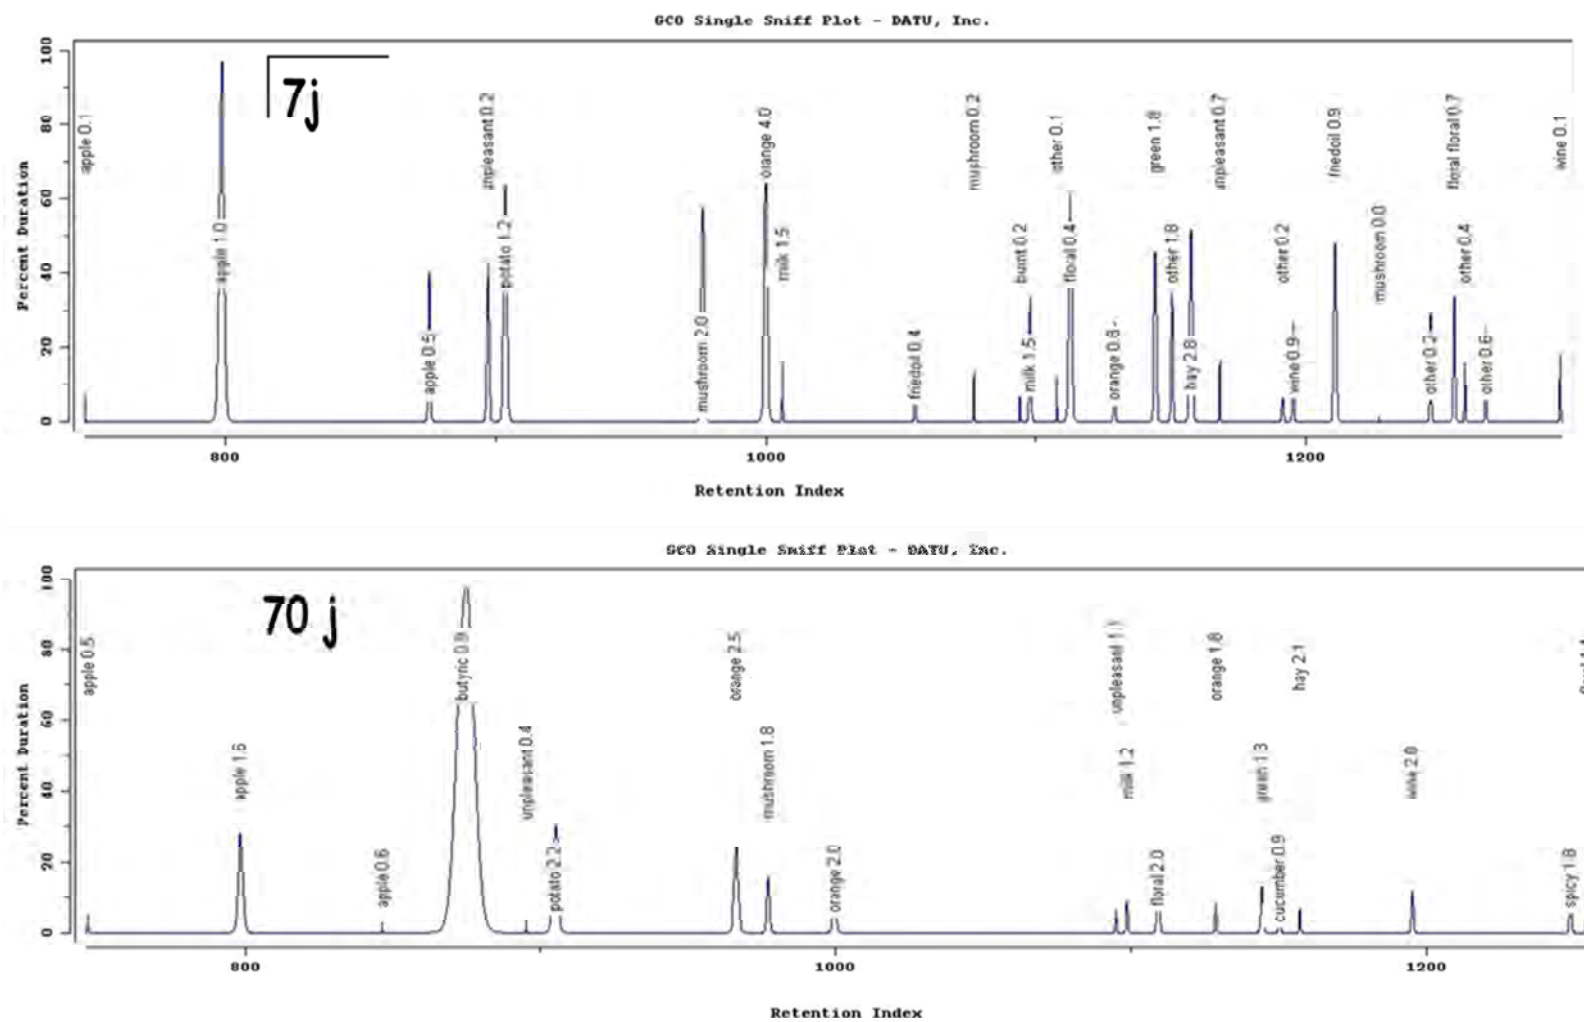 GCO Single Sniff Plot - DATU, Inc.
7j
Percent Duration
100
80
60
40
20
0
apple 0.1
apple 1.0
apple 0.5
unpleasant 0.2
potato 1.2
mushroom 2.0
orange 4.0
milk 1.5
friedoil 0.4
mushroom 0.2
burnt 0.2
milk 1.5
other 0.1
floral 0.4
orange 0.8
green 1.8
other 1.8
hay 2.8
unpleasant 0.7
other 0.2
wine 0.9
friedoil 0.9
mushroom 0.0
other 0.2
floral floral 0.7
other 0.4
other 0.6
wine 0.1
800
1000
1200
Retention Index
GCO Single Sniff Plot - DATU, Inc.
70 j
Percent Duration
100
80
60
40
20
0
apple 0.5
apple 1.6
apple 0.6
butyric 0.9
unpleasant 0.4
potato 2.2
orange 2.5
mushroom 1.8
orange 2.0
unpleasant 1.1
milk 1.2
floral 2.0
orange 1.8
green 1.3
cucumber 0.9
hay 2.1
wine 2.0
spicy 1.8
800
1000
1200
Retention Index